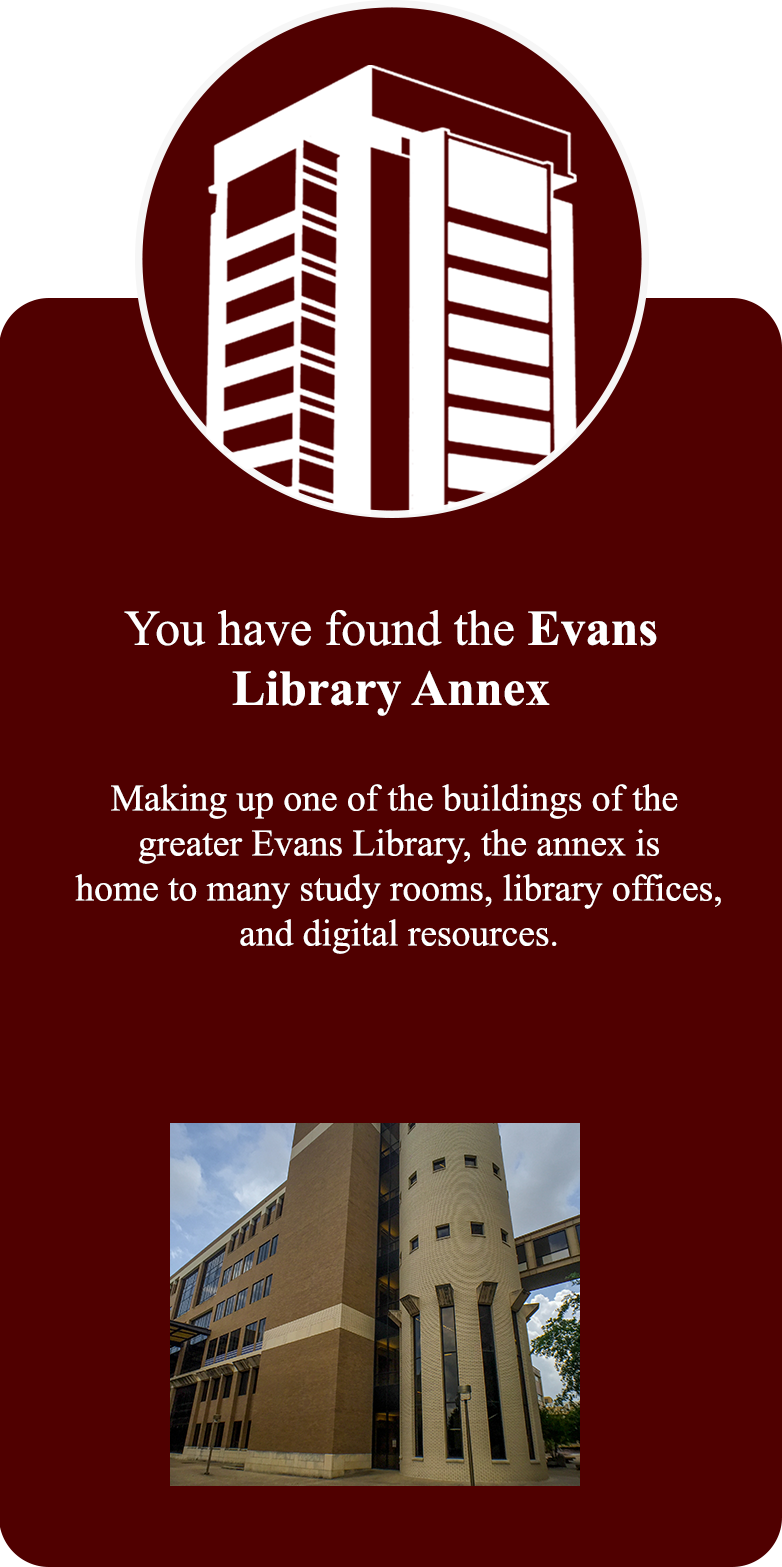 You have found the Evans
Library Annex
Making up one of the buildings of the
greater Evans Library, the annex is
home to many study rooms, library offices,
and digital resources.